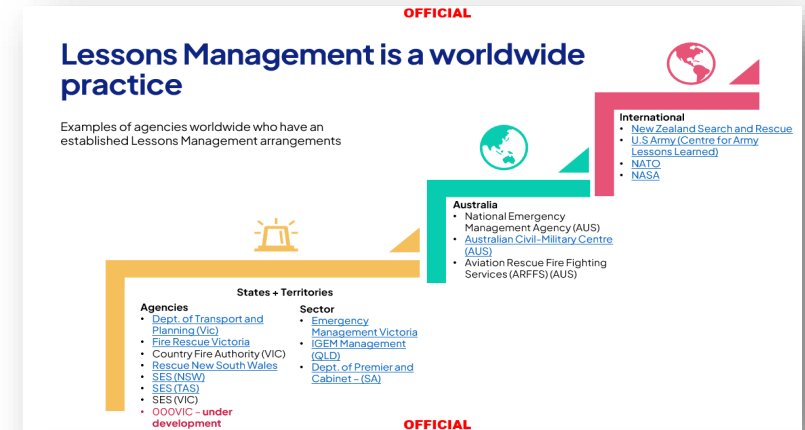 OFFICIAL
Lessons Management is a worldwide
practice
Examples of agencies worldwide who have an
established Lessons Management arrangements
International
• New Zealand Search and Rescue
• U.S Army (Centre for Army
Lessons Learned)
• NATO
• NASA
Australia
• National Emergency
Management Agency (AUS)
• Australian Civil-Military Centre
(AUS)
• Aviation Rescue Fire Fighting
Services (ARFFS) (AUS)
States + Territories
Agencies
• Dept. of Transport and
Planning (Vic)
• Fire Rescue Victoria
• Country Fire Authority (VIC)
• Rescue New South Wales
• SES (NSW)
• SES (TAS)
• SES (VIC)
• 000VIC – under
development
Sector
• Emergency
Management Victoria
• IGEM Management
(QLD)
• Dept. of Premier and
Cabinet – (SA)
OFFICIAL